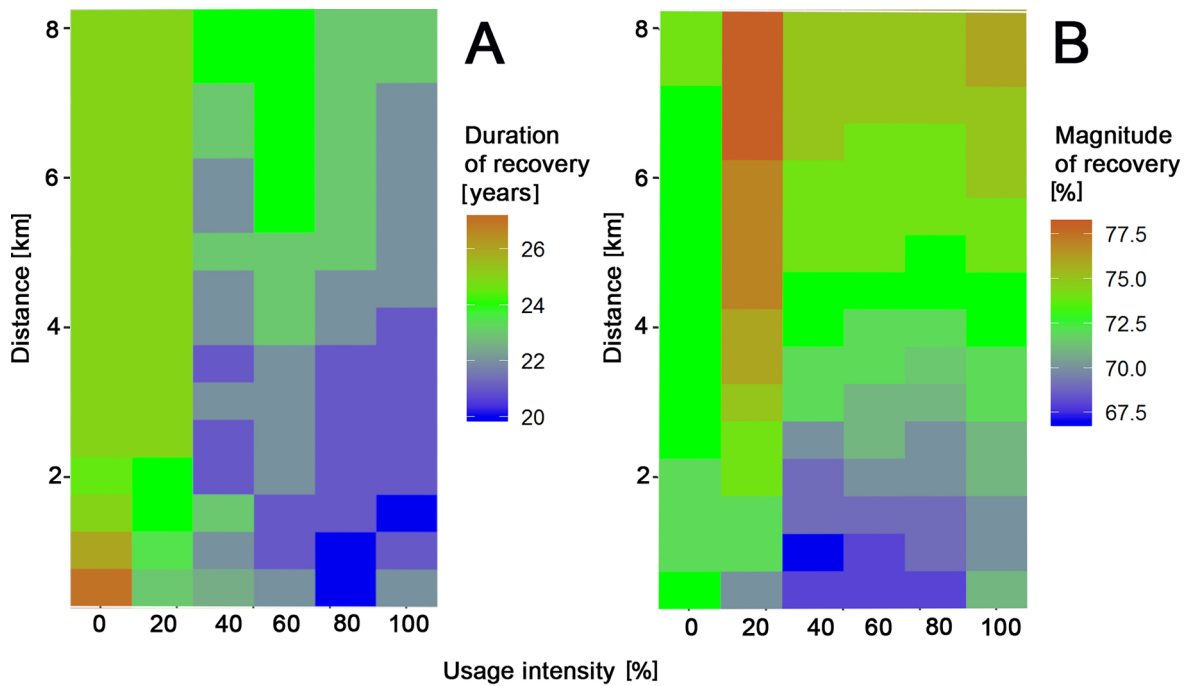 A
8
6
4
2
Distance [km]
0 20 40 60 80 100
Duration
of recovery
[years]
26
24
22
20
B
8
6
4
2
Distance [km]
0 20 40 60 80 100
Magnitude
of recovery
[%]
77.5
75.0
72.5
70.0
67.5
Usage intensity [%]